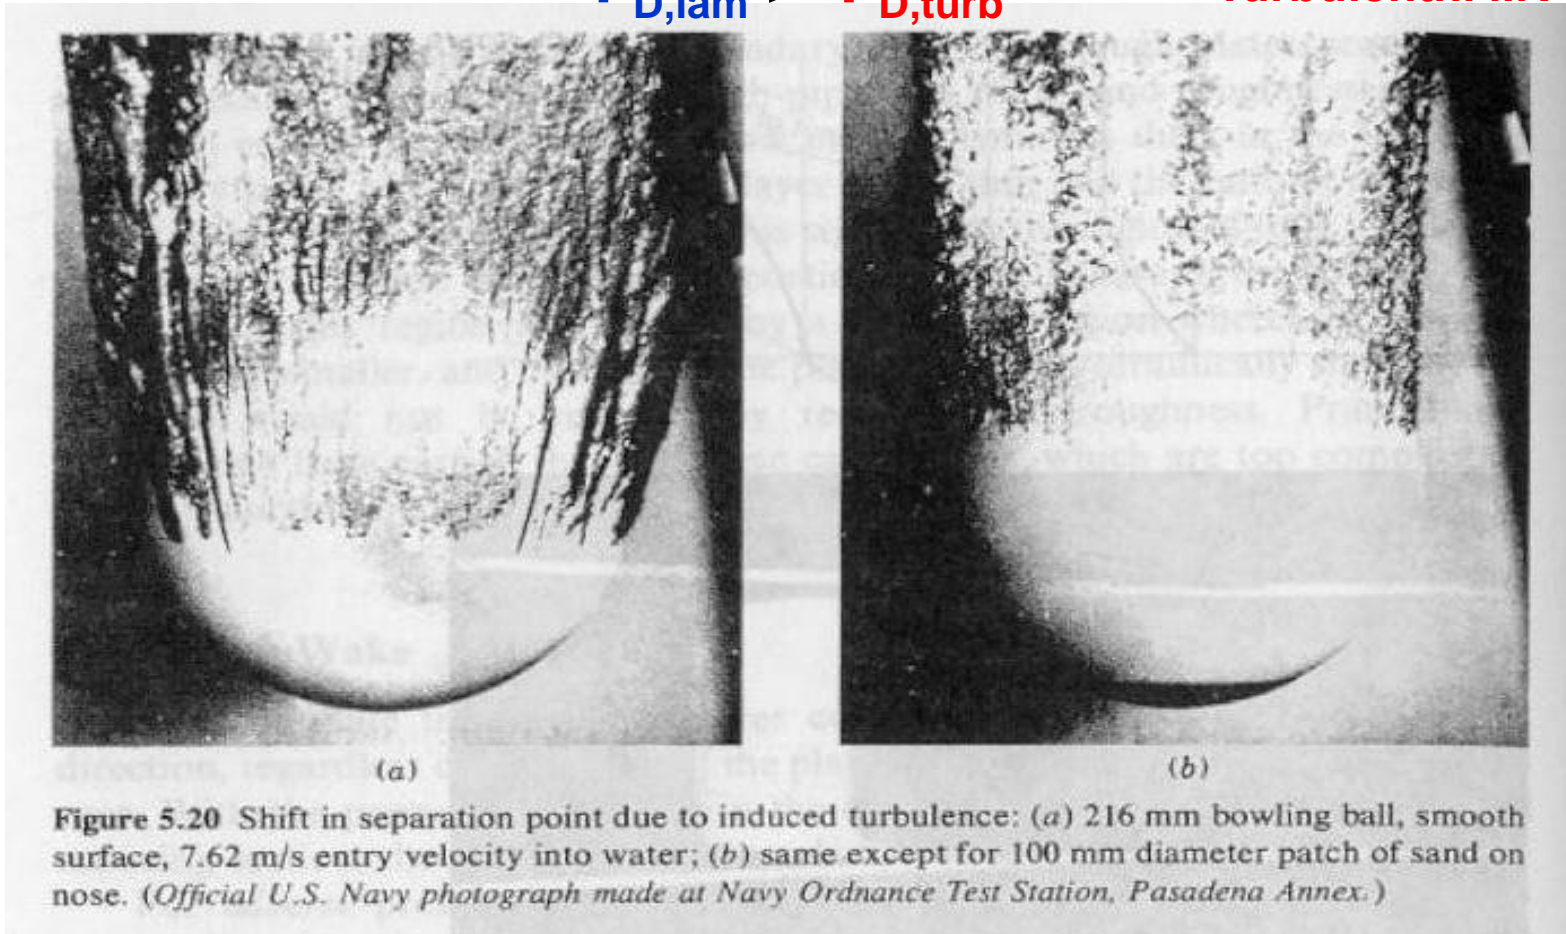 D,lam
D,turb
(a)
(b)
Figure 5.20 Shift in separation point due to induced turbulence: (a) 216 mm bowling ball, smooth
surface, 7.62 m/s entry velocity into water; (b) same except for 100 mm diameter patch of sand on
nose. (Official U.S. Navy photograph made at Navy Ordnance Test Station, Pasadena Annex.)